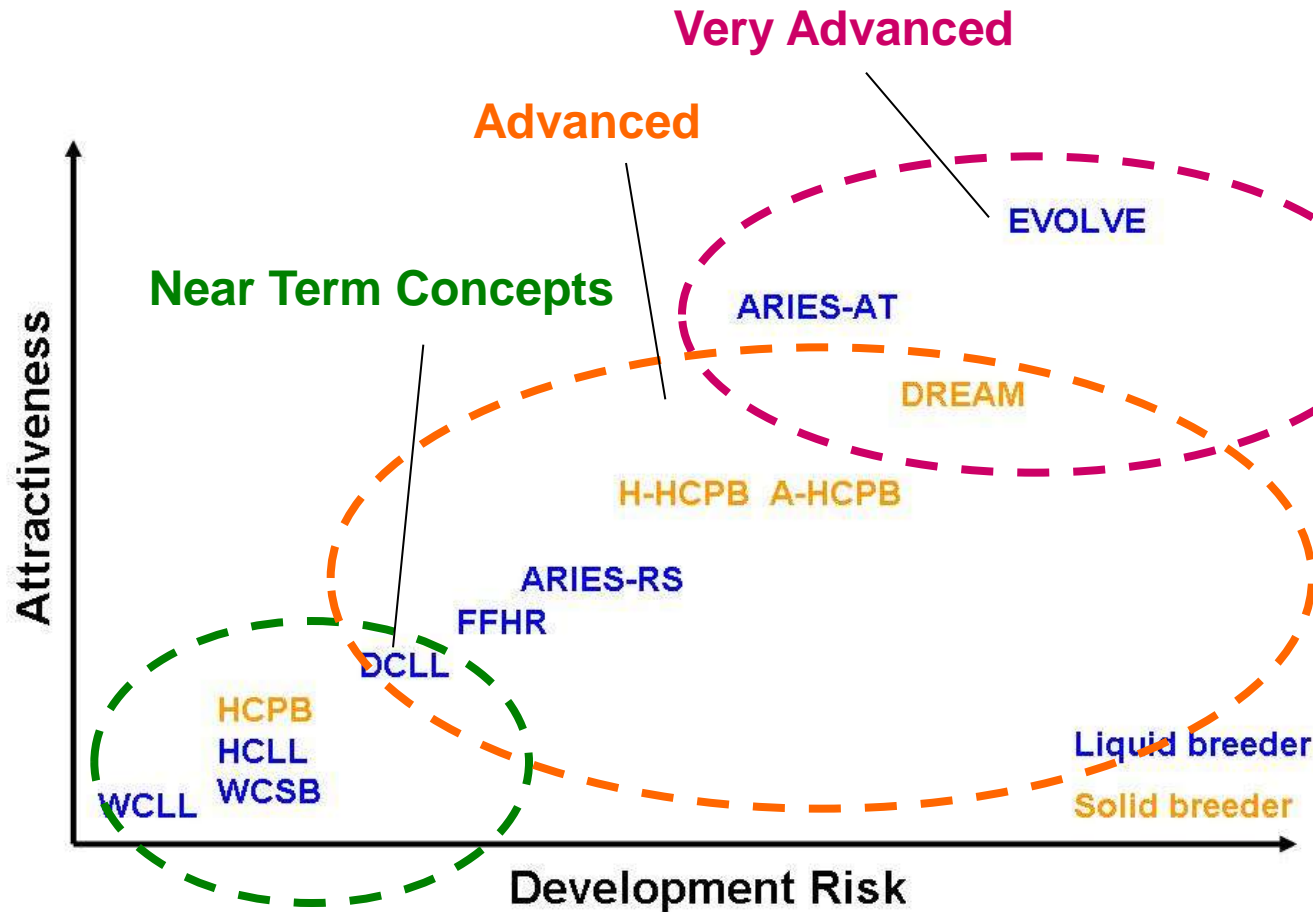 Very Advanced
Advanced
EVOLVE
Near Term Concepts
ARIES-AT
DREAM
H-HCPB A-HCPB
ARIES-RS
FFHR
DCLL
HCPB
HCLL
WCSB
WCLL
Liquid breeder
Solid breeder
Attractiveness
Development Risk